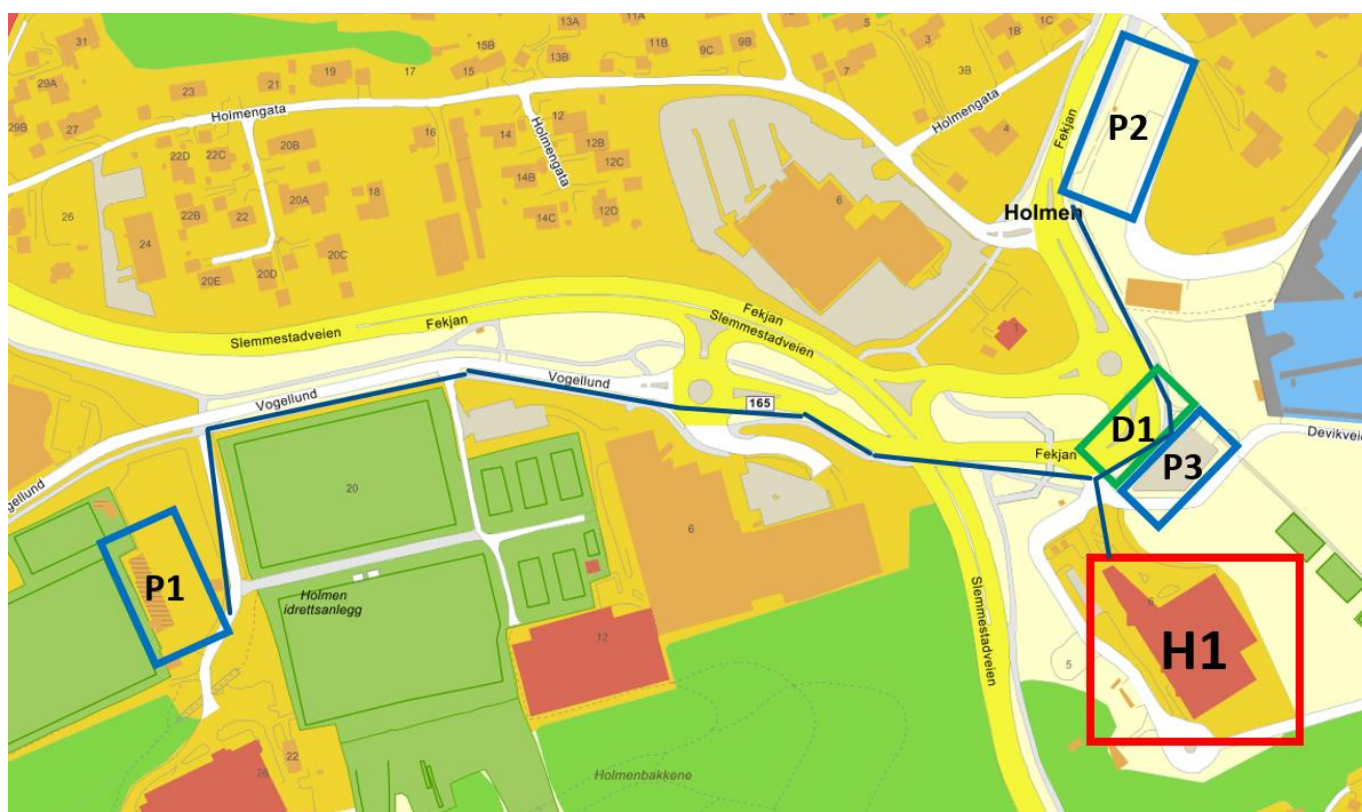 13A
11A
5
1C
31
15B
11B
9C
9B
3
1B
13B
19
17
15
29A
23
21
7
3B
P2
Holmengata
Fekjan
29B
27
16
14
12
Holmengata
4
20B
12B
22D
22C
Holmengata
12C
14B
18
6
26
20A
22B
22
14C
12D
Holmen
24
20C
20E
20D
Fekjan
Slemmestadveien
Fekjan
Slemmestadveien
1
Vogellund
Vogellund
165
D1
Devikvei
Fekjan
P3
gellund
20
6
P1
Holmen
idrettsanlegg
Slemmestadveien
12
H1
5
22
26
Holmenbakkene